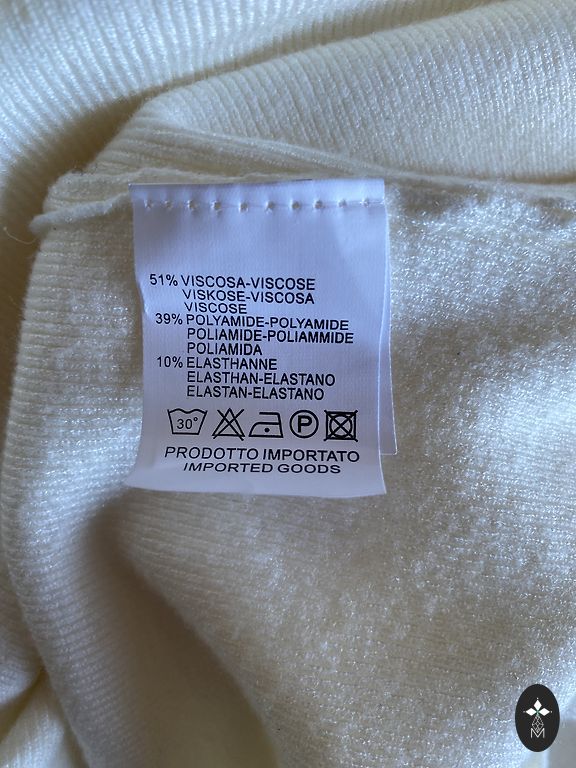 51% VISCOSA-VISCOSE
VISKOSE-VISCOSA
VISCOSE
39% POLYAMIDE-POLYAMIDE
POLIAMIDE-POLIAMMIDE
POLIAMIDA
10% ELASTHANNE
ELASTHAN-ELASTANO
ELASTAN-ELASTANO
30°
P
PRODOTTO IMPORTATO
IMPORTED GOODS
M